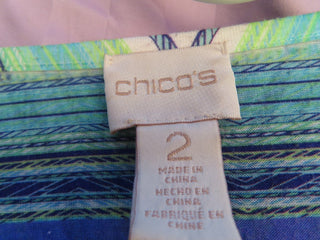 chico's
2
MADE IN
CHINA
HECHO EN
CHINA
FABRIQUÉ EN
CHINE